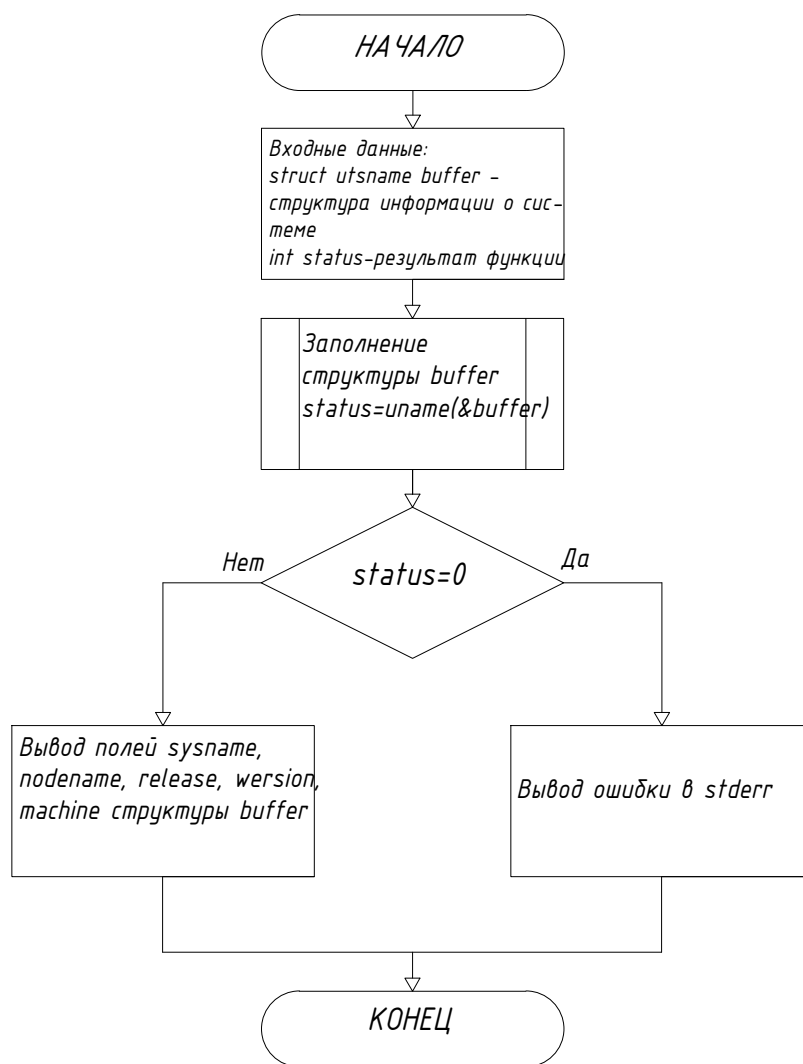 НАЧАЛО
Входные данные:
struct utsname buffer -
структура информации о сис-
теме
int status-результат функции
Заполнение
структуры buffer
status=uname(&buffer)
Нет
status=0
Да
Вывод полей sysname,
nodename, release, wersion,
machine структуры buffer
Вывод ошибки в stderr
КОНЕЦ